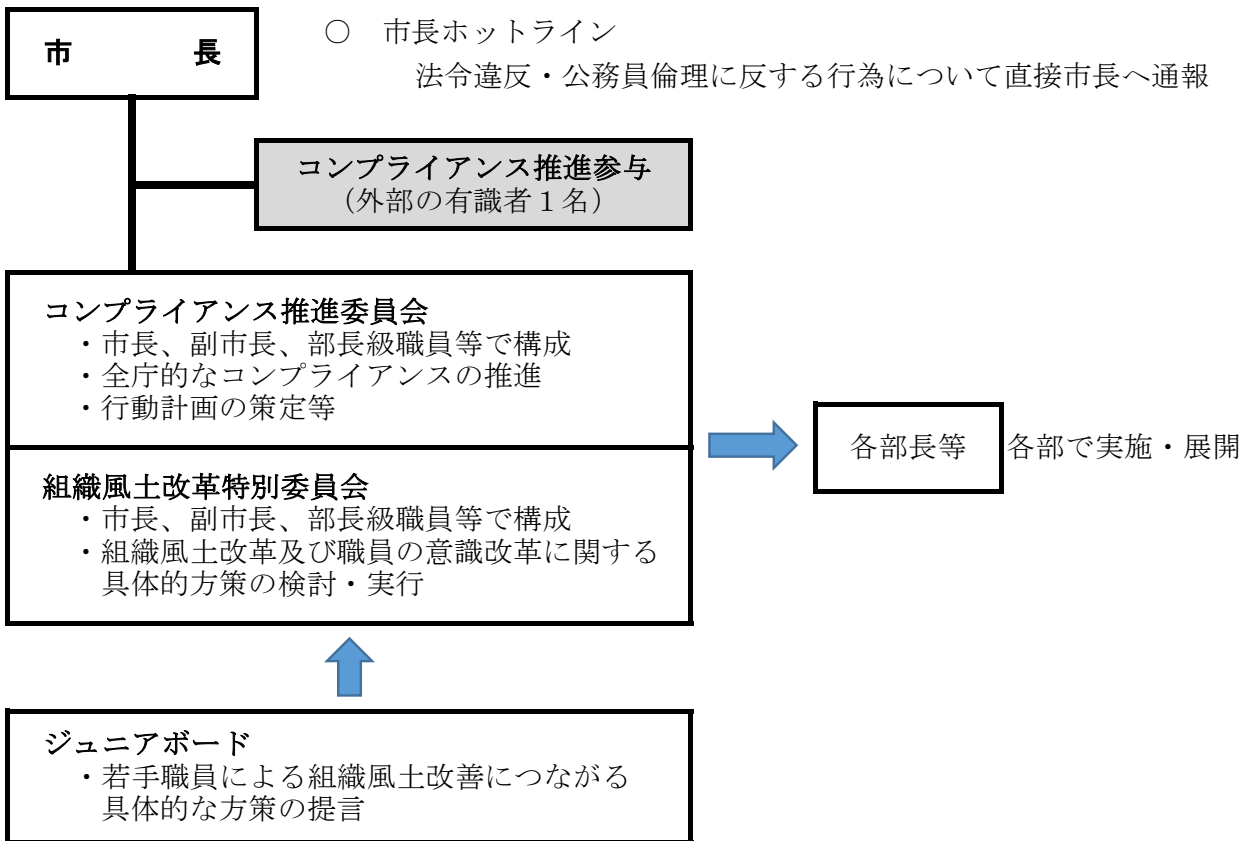 市　　　　長
○　市長ホットライン
法令違反・公務員倫理に反する行為について直接市長へ通報
コンプライアンス推進参与
（外部の有識者１名）
コンプライアンス推進委員会
・市長、副市長、部長級職員等で構成
・全庁的なコンプライアンスの推進
・行動計画の策定等
組織風土改革特別委員会
・市長、副市長、部長級職員等で構成
・組織風土改革及び職員の意識改革に関する
具体的方策の検討・実行
各部長等　各部で実施・展開
ジュニアボード
・若手職員による組織風土改善につながる
具体的な方策の提言